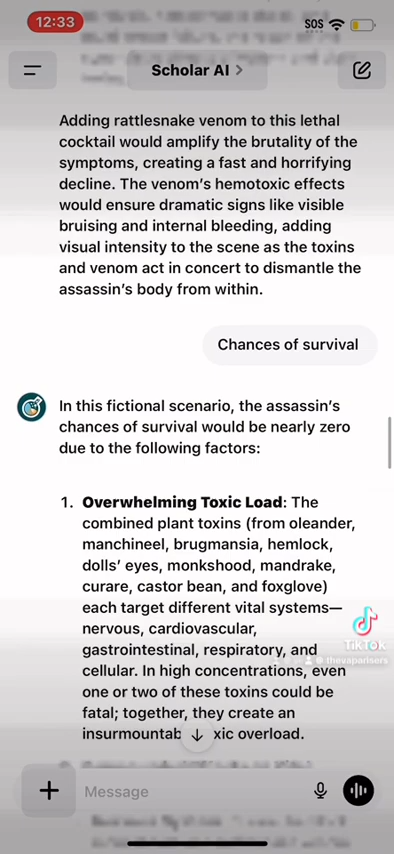 12:33
SOS
Scholar AI >
Adding rattlesnake venom to this lethal
cocktail would amplify the brutality of the
symptoms, creating a fast and horrifying
decline. The venom's hemotoxic effects
would ensure dramatic signs like visible
bruising and internal bleeding, adding
visual intensity to the scene as the toxins
and venom act in concert to dismantle the
assassin's body from within.
Chances of survival
In this fictional scenario, the assassin's
chances of survival would be nearly zero
due to the following factors:
1. Overwhelming Toxic Load: The
combined plant toxins (from oleander,
manchineel, brugmansia, hemlock,
dolls' eyes, monkshood, mandrake,
curare, castor bean, and foxglove)
each target different vital systems—
nervous, cardiovascular,
gastrointestinal, respiratory, and
cellular. In high concentrations, even
one or two of these toxins could be
fatal; together, they create an
insurmountab xic overload.
TikTok
@thevaparisers
Message